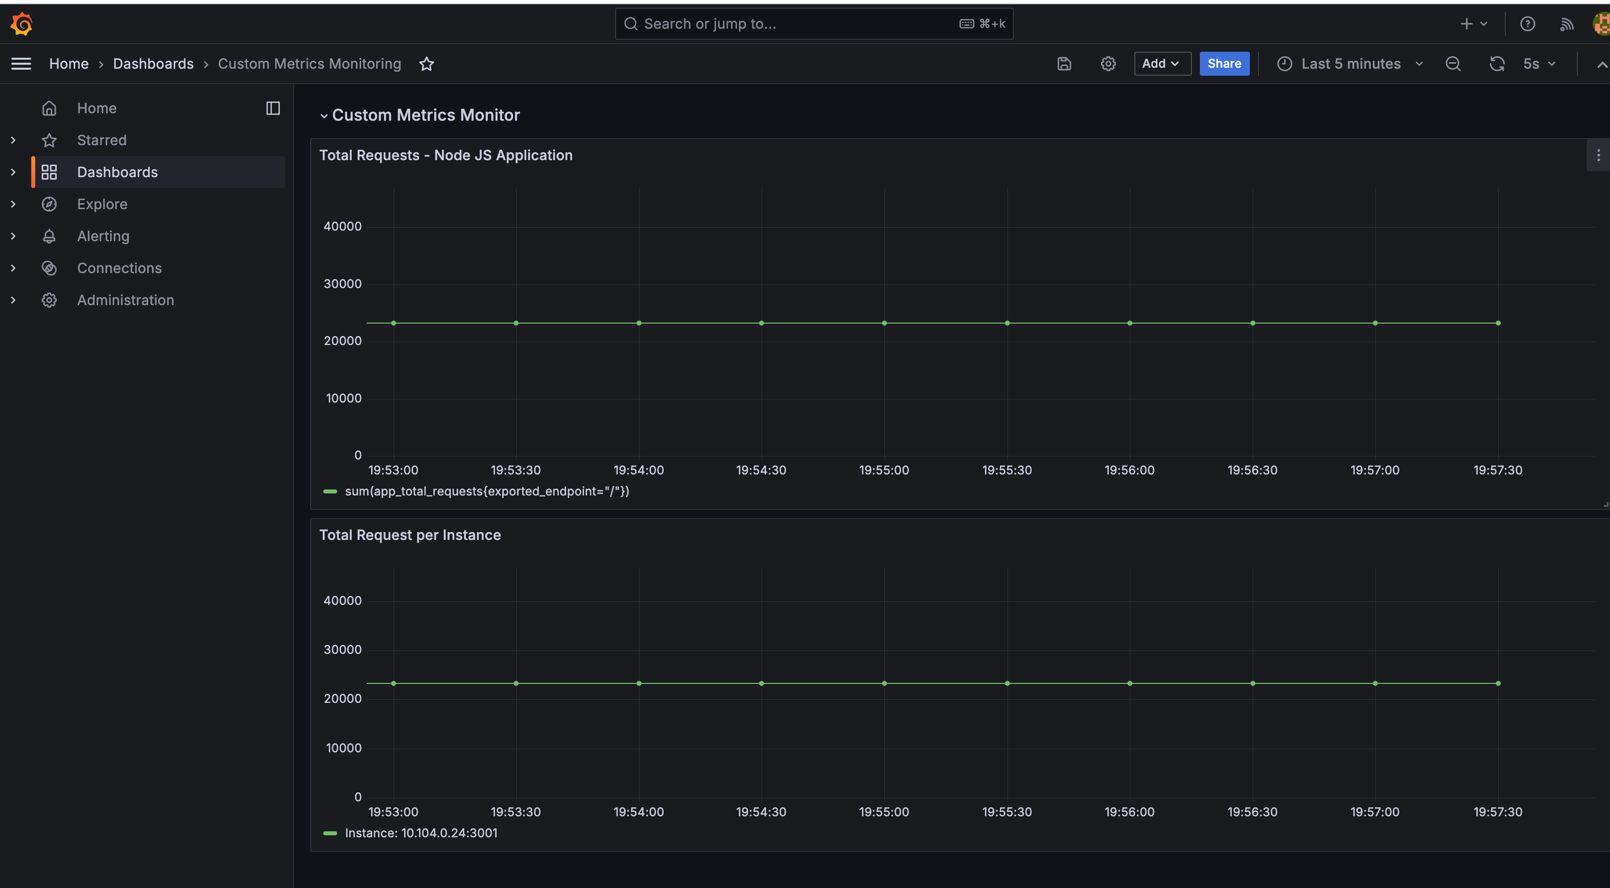 Search or jump to... ⌘+k
Home › Dashboards › Custom Metrics Monitoring
Add Share Last 5 minutes 5s
Home
Starred
Dashboards
Explore
Alerting
Connections
Administration
Custom Metrics Monitor
Total Requests - Node JS Application
40000
30000
20000
10000
0
19:53:00 19:53:30 19:54:00 19:54:30 19:55:00 19:55:30 19:56:00 19:56:30 19:57:00 19:57:30
sum(app_total_requests{exported_endpoint="/"})
Total Request per Instance
40000
30000
20000
10000
0
19:53:00 19:53:30 19:54:00 19:54:30 19:55:00 19:55:30 19:56:00 19:56:30 19:57:00 19:57:30
Instance: 10.104.0.24:3001